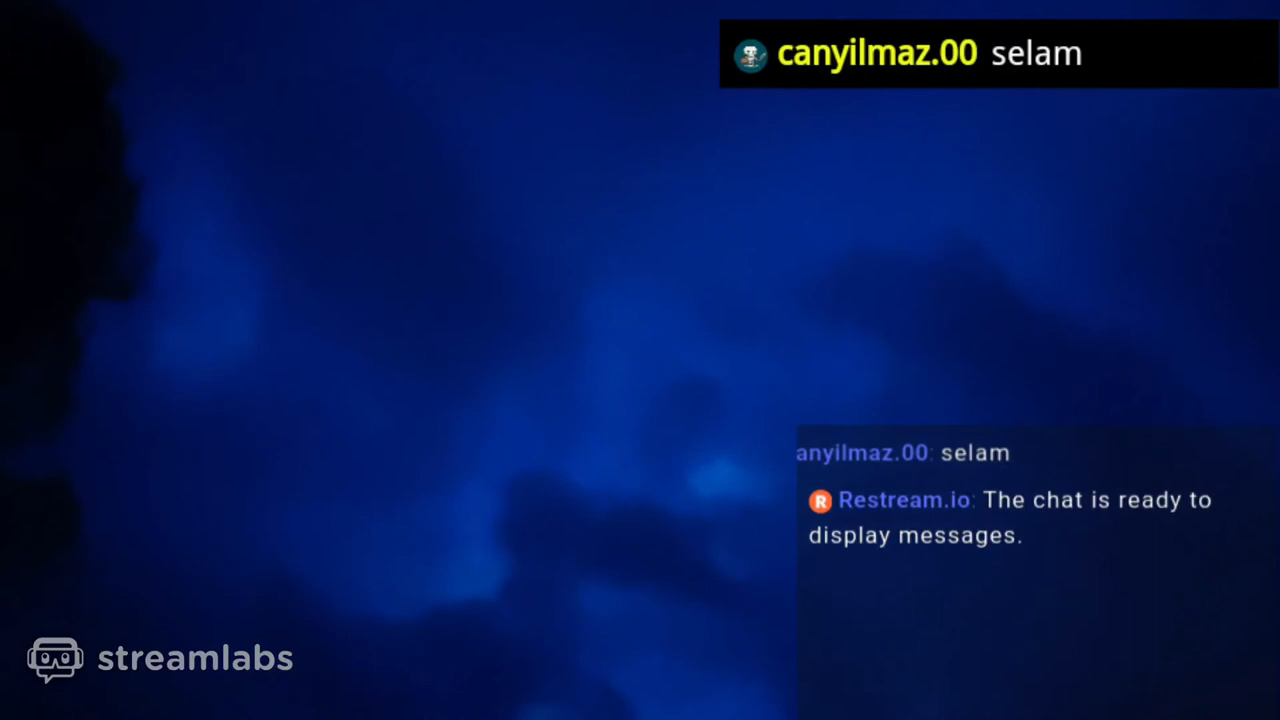 canyilmaz.00 selam
anyilmaz.00: selam
R Restream.io: The chat is ready to
display messages.
streamlabs